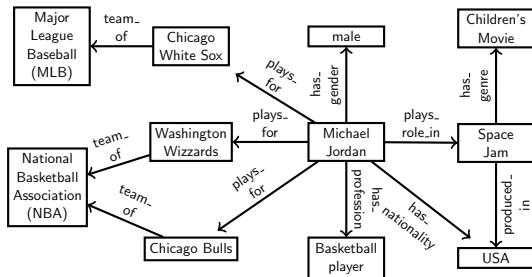 Major
League
Baseball
(MLB)
team_
of
Chicago
White Sox
plays_
for
male
has_
gender
Children's
Movie
has_
genre
National
Basketball
Association
(NBA)
team_
of
Washington
Wizzards
plays_
for
Michael
Jordan
plays_
role_in
Space
Jam
team_
of
Chicago Bulls
plays_
for
has_
profession
Basketball
player
has_
nationality
produced_
in
USA